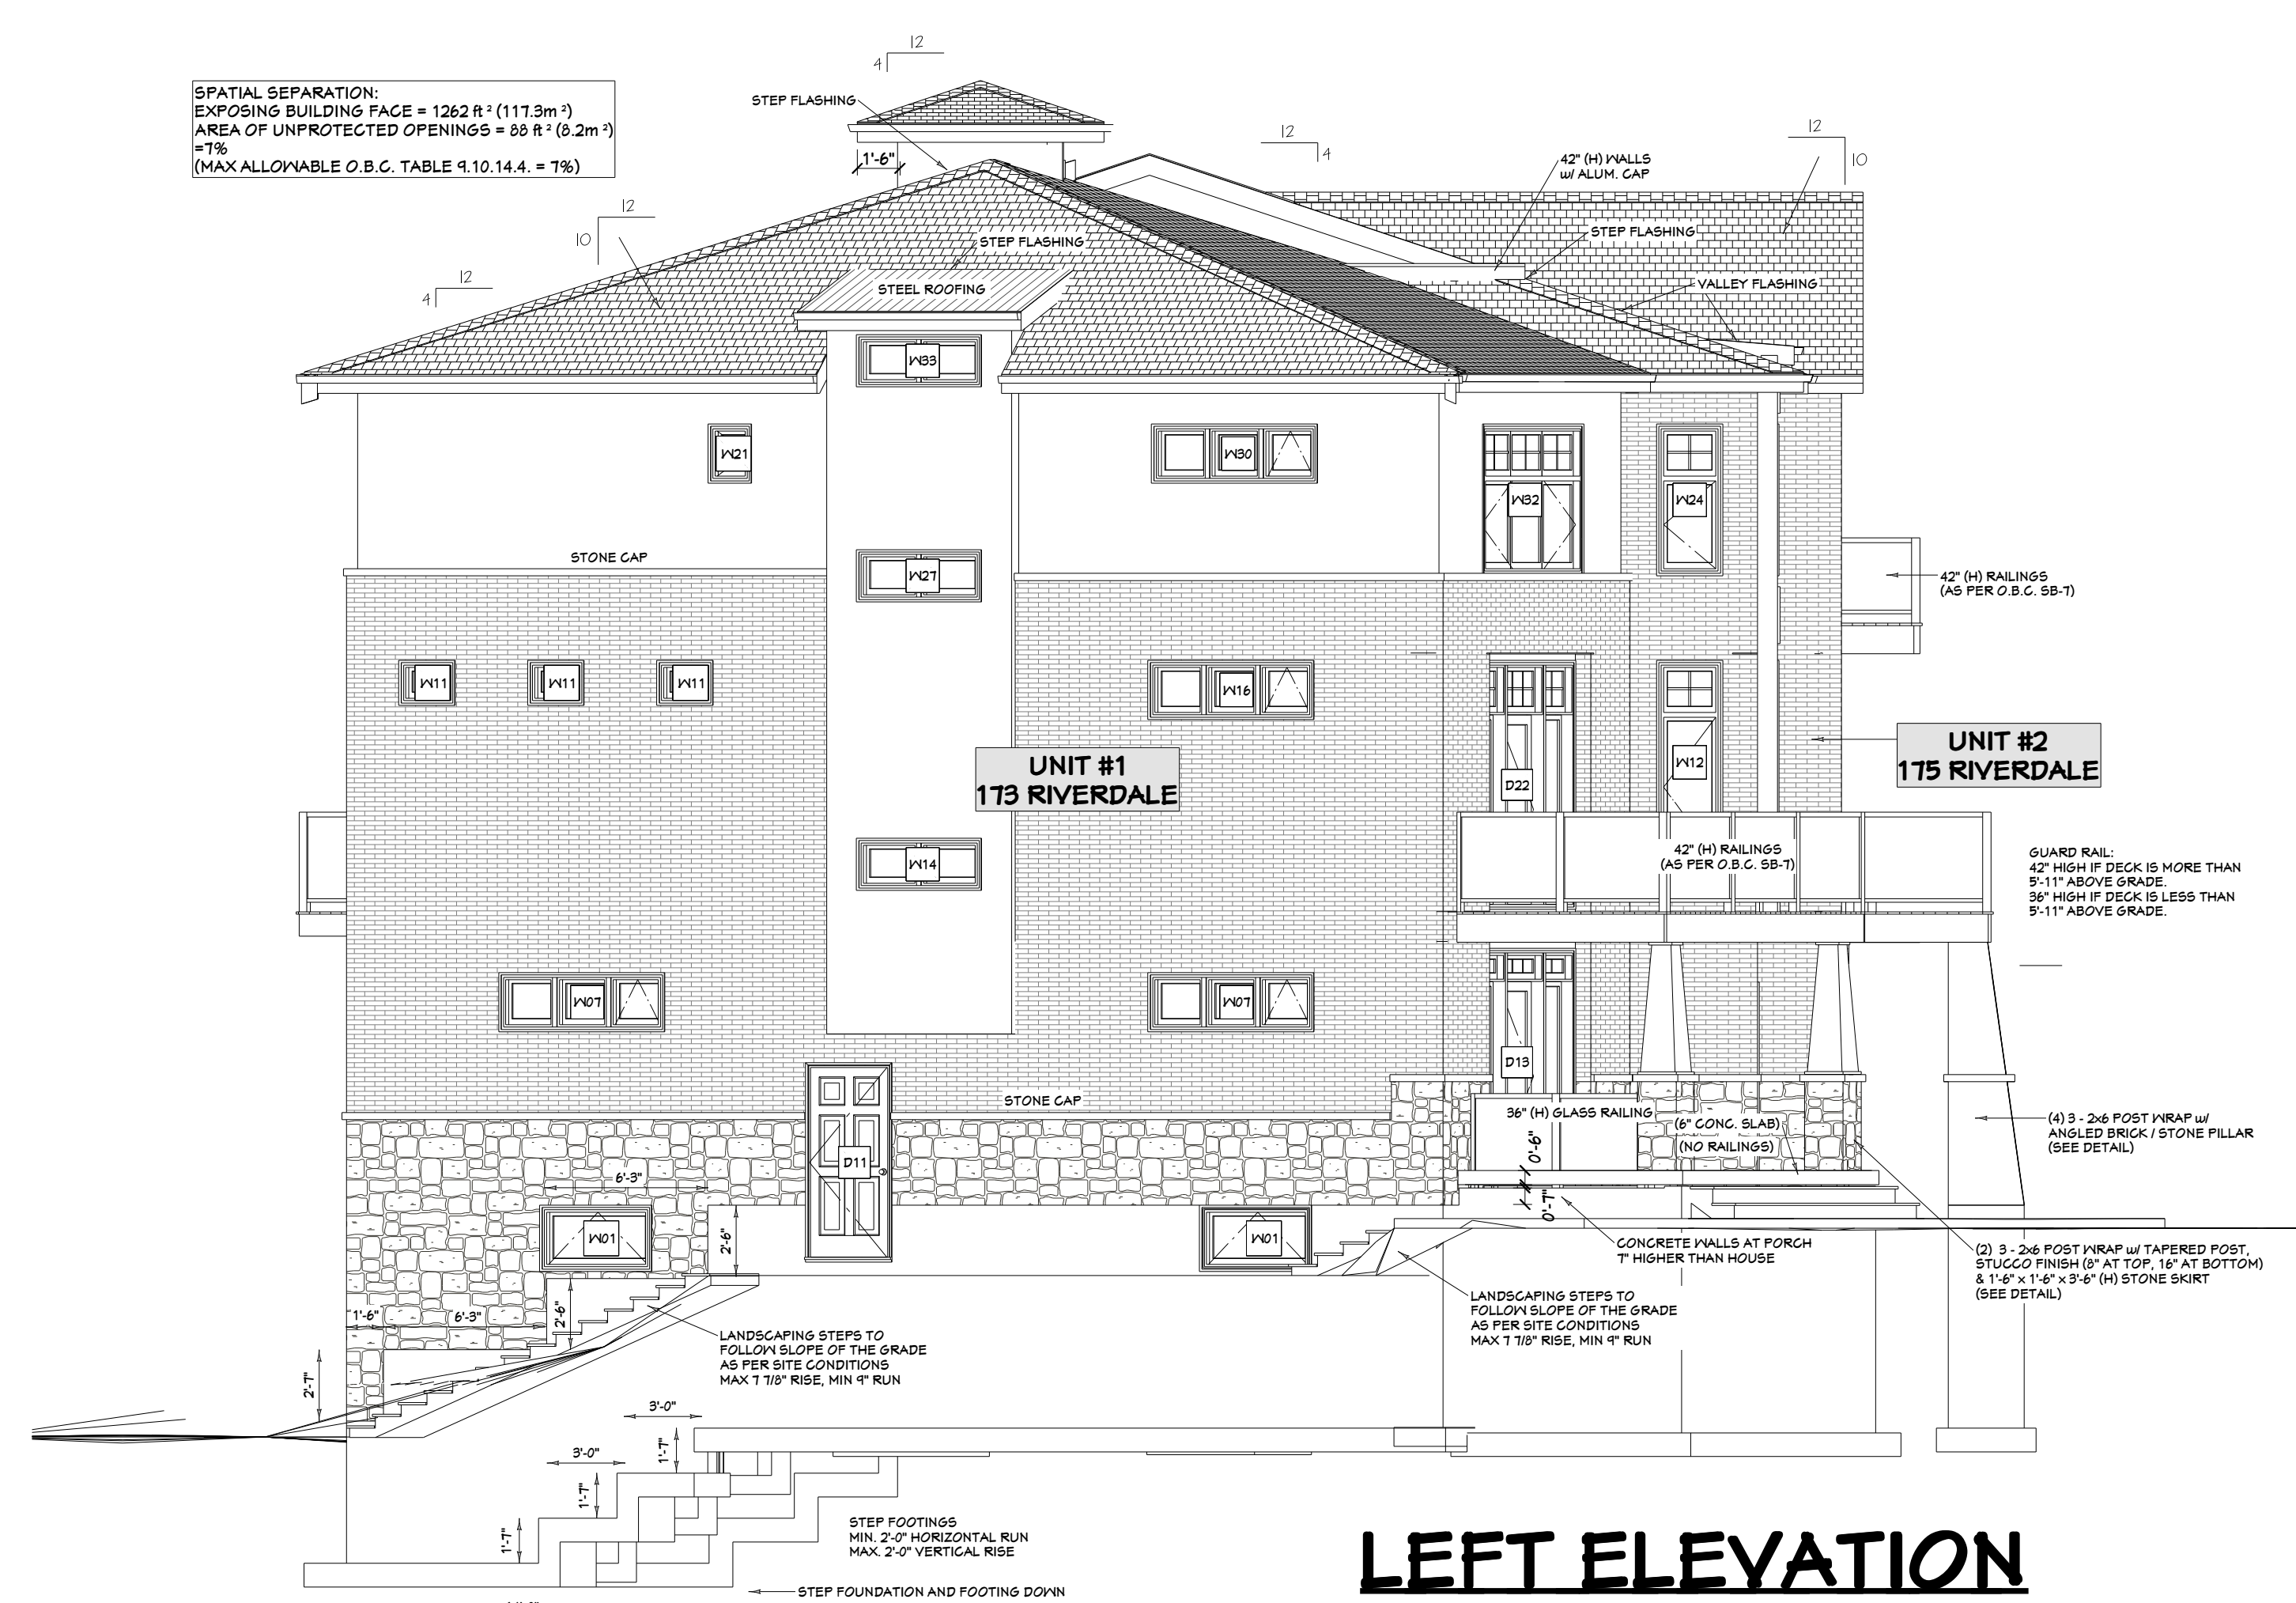 12
4
SPATIAL SEPARATION:
EXPOSING BUILDING FACE = 1262 ft ² (117.3m ²)
AREA OF UNPROTECTED OPENINGS = 88 ft ² (8.2m ²)
=7%
(MAX ALLOWABLE O.B.C. TABLE 9.10.14.4. = 7%)
STEP FLASHING
1'-6"
12
4
12
10
42" (H) WALLS
w/ ALUM. CAP
12
10
12
4
STEP FLASHING
STEP FLASHING
STEEL ROOFING
VALLEY FLASHING
W33
W21
W30
W32
W24
STONE CAP
W27
42" (H) RAILINGS
(AS PER O.B.C. SB-7)
W11
W11
W11
W16
UNIT #1
173 RIVERDALE
D22
W12
UNIT #2
175 RIVERDALE
W14
42" (H) RAILINGS
(AS PER O.B.C. SB-7)
GUARD RAIL:
42" HIGH IF DECK IS MORE THAN
5'-11" ABOVE GRADE.
36" HIGH IF DECK IS LESS THAN
5'-11" ABOVE GRADE.
W07
W07
D13
STONE CAP
36" (H) GLASS RAILING
(6" CONC. SLAB)
(NO RAILINGS)
0'-6"
0'-7"
(4) 3 - 2x6 POST WRAP w/
ANGLED BRICK / STONE PILLAR
(SEE DETAIL)
D11
6'-3"
W01
2'-6"
W01
CONCRETE WALLS AT PORCH
7" HIGHER THAN HOUSE
(2) 3 - 2x6 POST WRAP w/ TAPERED POST,
STUCCO FINISH (8" AT TOP, 16" AT BOTTOM)
& 1'-6" x 1'-6" x 3'-6" (H) STONE SKIRT
(SEE DETAIL)
1'-6"
6'-3"
2'-6"
2'-7"
LANDSCAPING STEPS TO
FOLLOW SLOPE OF THE GRADE
AS PER SITE CONDITIONS
MAX 7 7/8" RISE, MIN 9" RUN
LANDSCAPING STEPS TO
FOLLOW SLOPE OF THE GRADE
AS PER SITE CONDITIONS
MAX 7 7/8" RISE, MIN 9" RUN
3'-0"
1'-7"
3'-0"
1'-7"
1'-7"
STEP FOOTINGS
MIN. 2'-0" HORIZONTAL RUN
MAX. 2'-0" VERTICAL RISE
STEP FOUNDATION AND FOOTING DOWN
LEFT ELEVATION